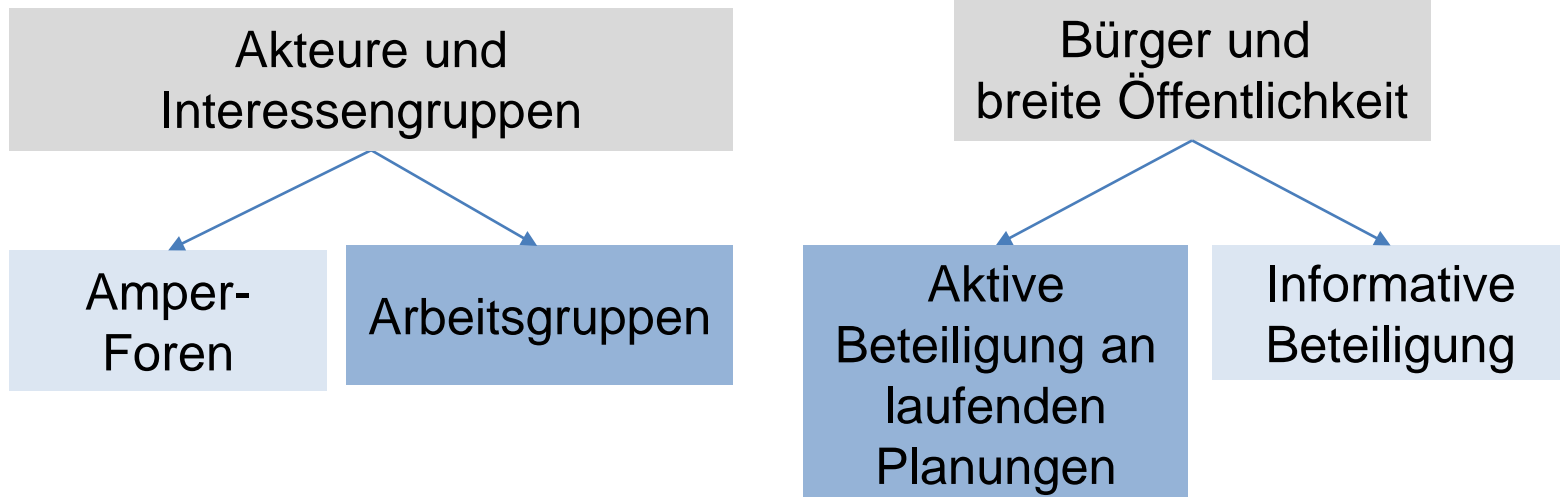 Akteure und
Interessengruppen
Bürger und
breite Öffentlichkeit
Amper-
Foren
Arbeitsgruppen
Aktive
Beteiligung an
laufenden
Planungen
Informative
Beteiligung